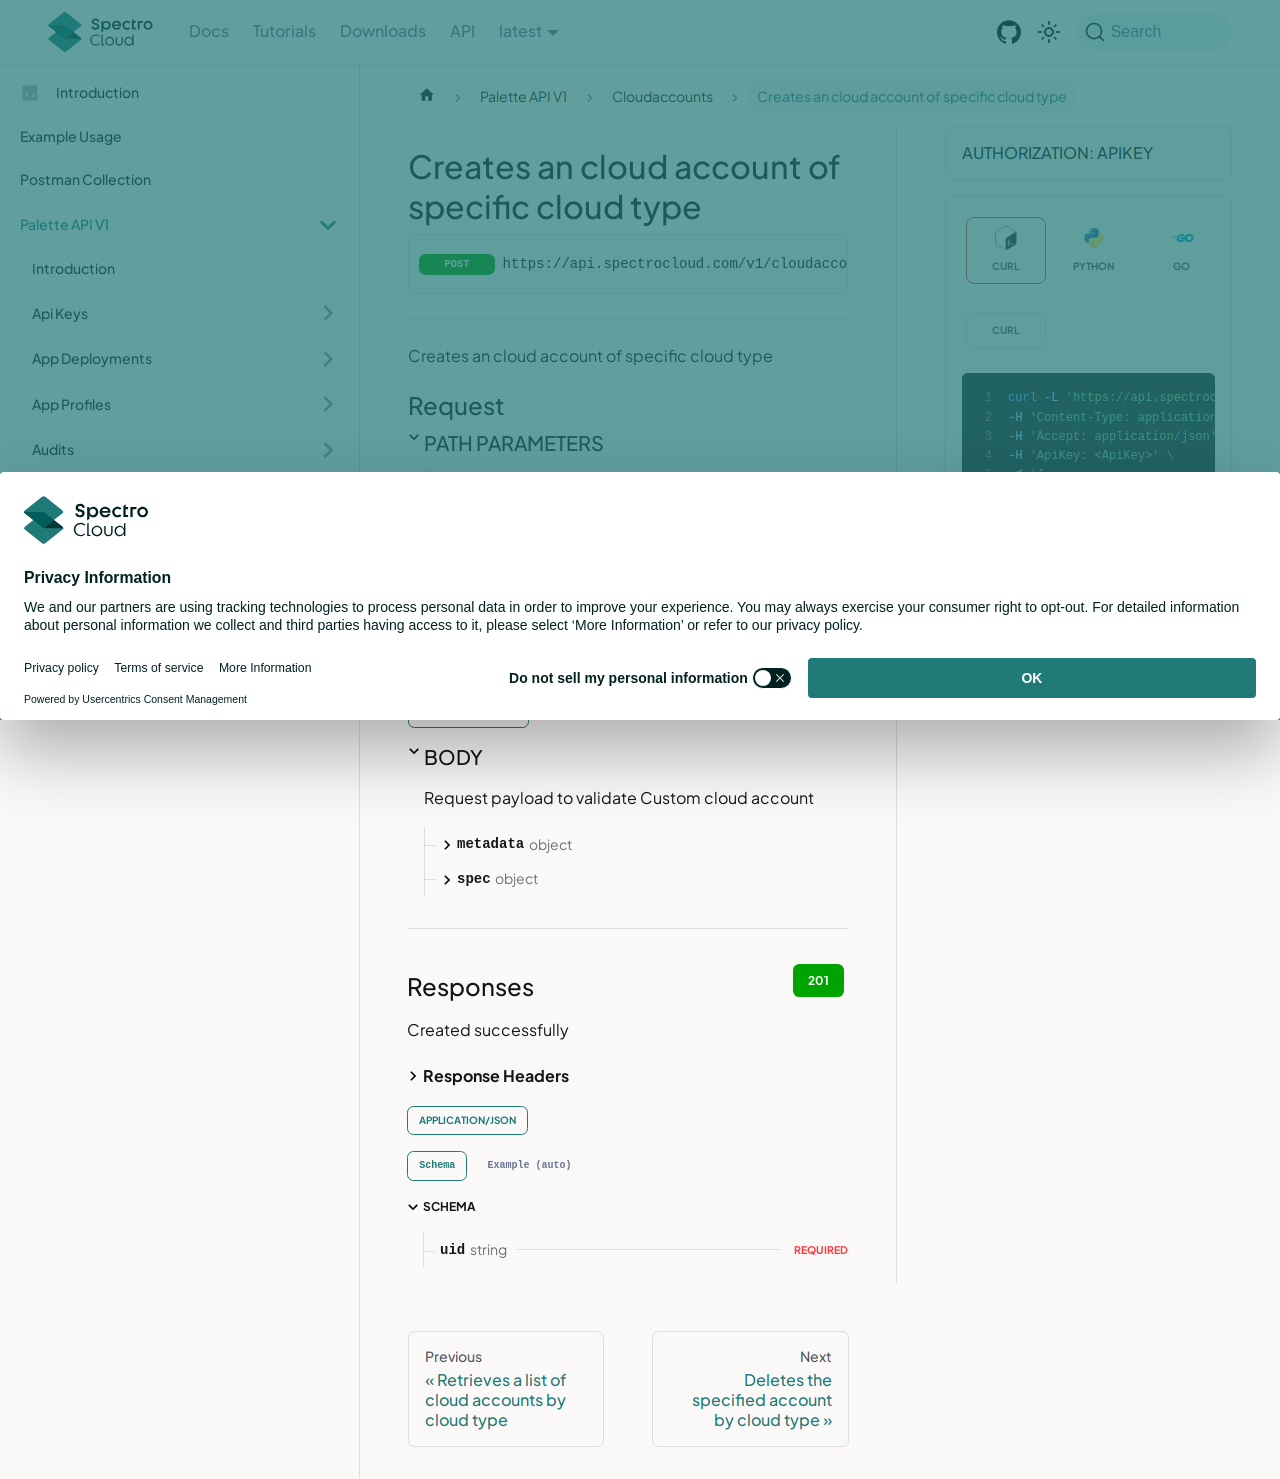 Spectro Cloud
Docs
Tutorials
Downloads
API
latest
Search
Introduction
Example Usage
Postman Collection
Palette API V1
Introduction
Api Keys
App Deployments
App Profiles
Audits
Palette API V1
Cloudaccounts
Creates an cloud account of specific cloud type
Creates an cloud account of
specific cloud type
POST https://api.spectrocloud.com/v1/cloudacco
Creates an cloud account of specific cloud type
Request
PATH PARAMETERS
AUTHORIZATION: APIKEY
CURL
PYTHON
GO
CURL
1 curl -L 'https://api.spectroc
2 -H 'Content-Type: application
3 -H 'Accept: application/json'
4 -H 'ApiKey: <ApiKey>' \
Spectro
Cloud
Privacy Information
We and our partners are using tracking technologies to process personal data in order to improve your experience. You may always exercise your consumer right to opt-out. For detailed information
about personal information we collect and third parties having access to it, please select ‘More Information’ or refer to our privacy policy.
Privacy policy
Terms of service
More Information
Powered by Usercentrics Consent Management
Do not sell my personal information
OK
BODY
Request payload to validate Custom cloud account
metadata object
spec object
Responses
201
Created successfully
Response Headers
APPLICATION/JSON
Schema
Example (auto)
SCHEMA
uid string
REQUIRED
Previous
« Retrieves a list of
cloud accounts by
cloud type
Next
Deletes the
specified account
by cloud type »